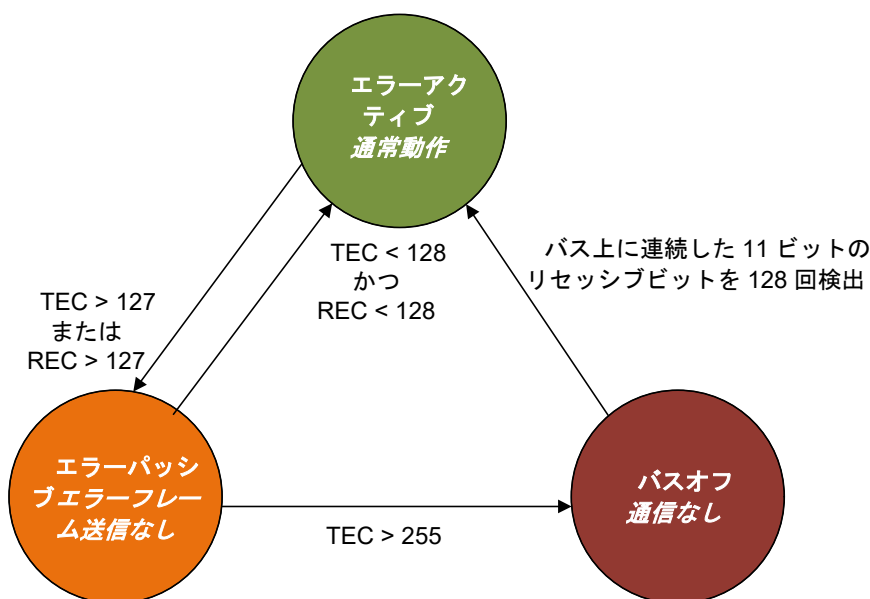 エラーアク
ティブ
通常動作
TEC < 128
かつ
REC < 128
バス上に連続した 11 ビットの
リセッシブビットを 128 回検出
TEC > 127
または
REC > 127
エラーパッシ
ブエラーフレー
ム送信なし
バスオフ
通信なし
TEC > 255